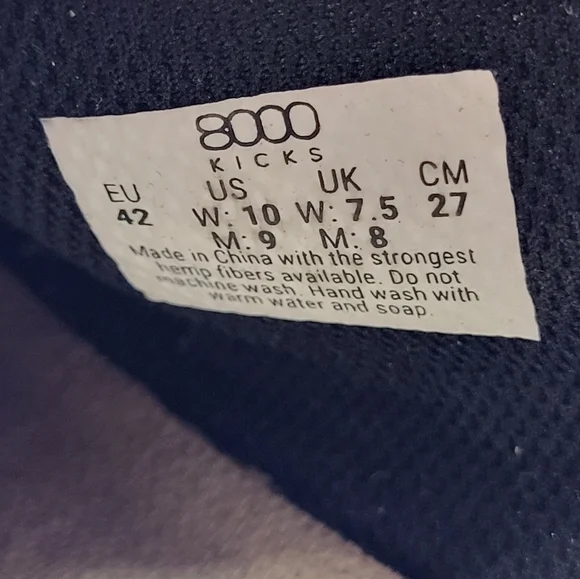 8000
KICKS
EU US UK CM
42 W: 10 W: 7.5 27
M: 9 M: 8
Made in China with the strongest
hemp fibers available. Do not
machine wash. Hand wash with
warm water and soap.